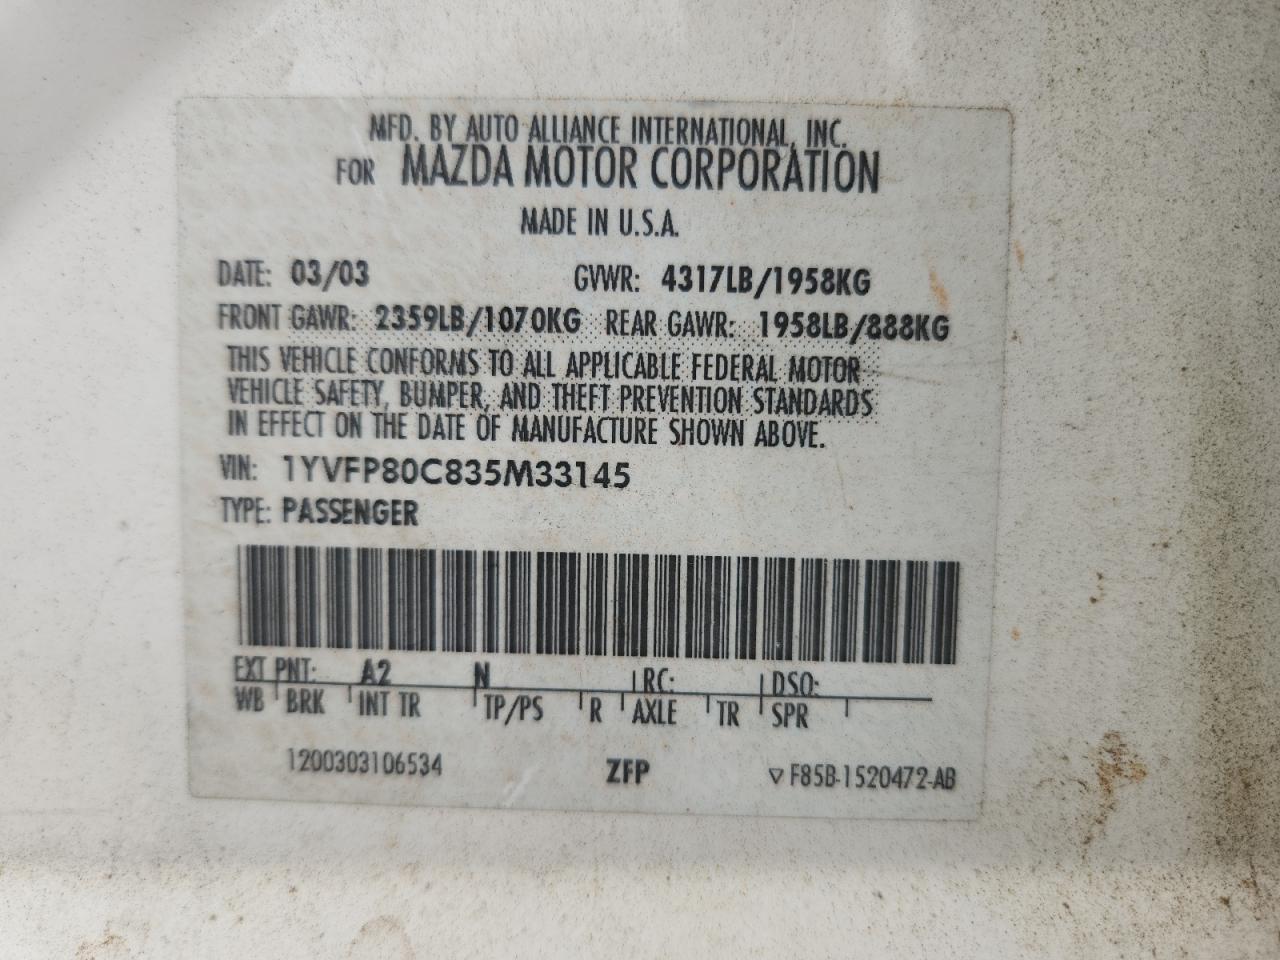 MFD. BY AUTO ALLIANCE INTERNATIONAL, INC.
FOR MAZDA MOTOR CORPORATION
MADE IN U.S.A.
DATE: 03/03 GVWR: 4317LB/1958KG
FRONT GAWR: 2359LB/1070KG REAR GAWR: 1958LB/888KG
THIS VEHICLE CONFORMS TO ALL APPLICABLE FEDERAL MOTOR
VEHICLE SAFETY, BUMPER, AND THEFT PREVENTION STANDARDS
IN EFFECT ON THE DATE OF MANUFACTURE SHOWN ABOVE.
VIN: 1YVFP80C835M33145
TYPE: PASSENGER
EXT PNT: A2 N RC: DSO:
WB BRK INT TR TP/PS R AXLE TR SPR
1200303106534 ZFP ▽ F85B-1520472-AB